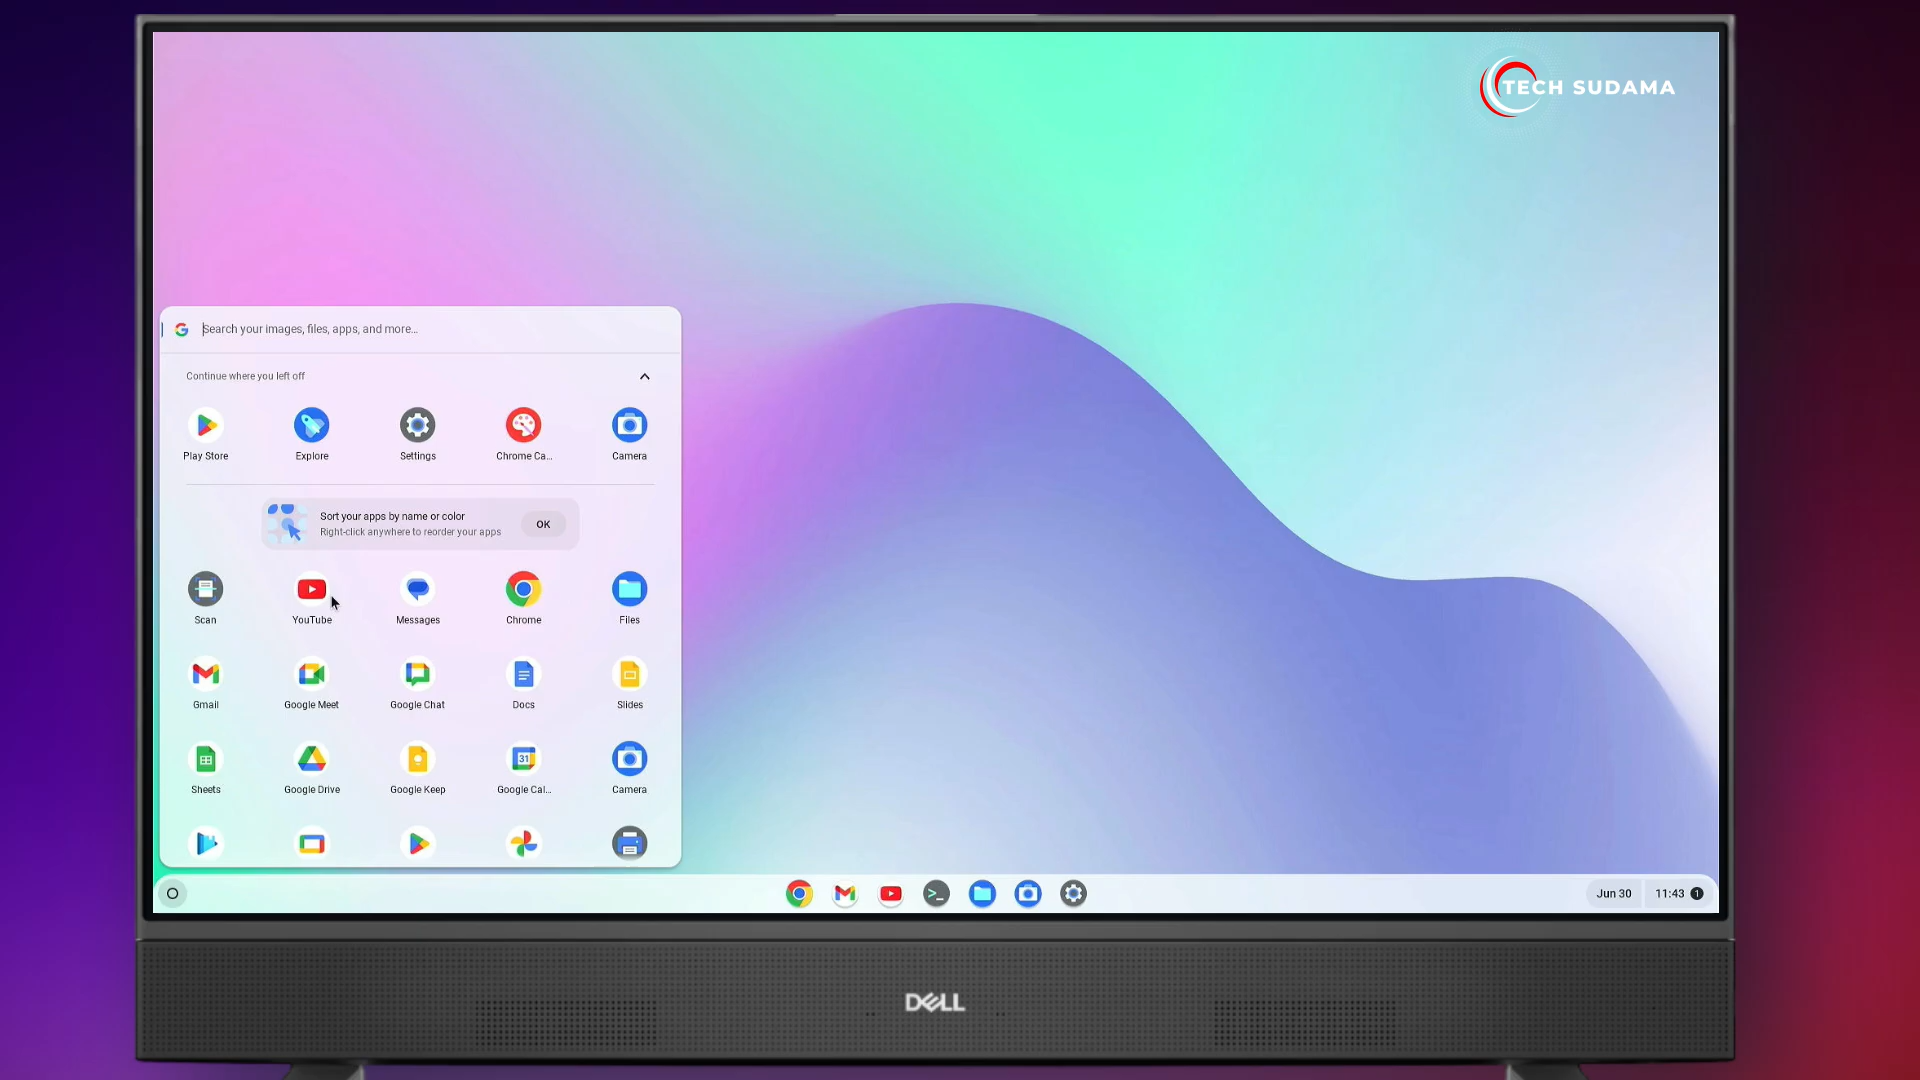 TECH SUDAMA
Search your images, files, apps, and more...
Continue where you left off
Play Store
Explore
Settings
Chrome Ca...
Camera
Sort your apps by name or color
Right-click anywhere to reorder your apps
OK
Scan
YouTube
Messages
Chrome
Files
Gmail
Google Meet
Google Chat
Docs
Slides
31
Sheets
Google Drive
Google Keep
Google Cal...
Camera
Jun 30
11:43
1
DELL